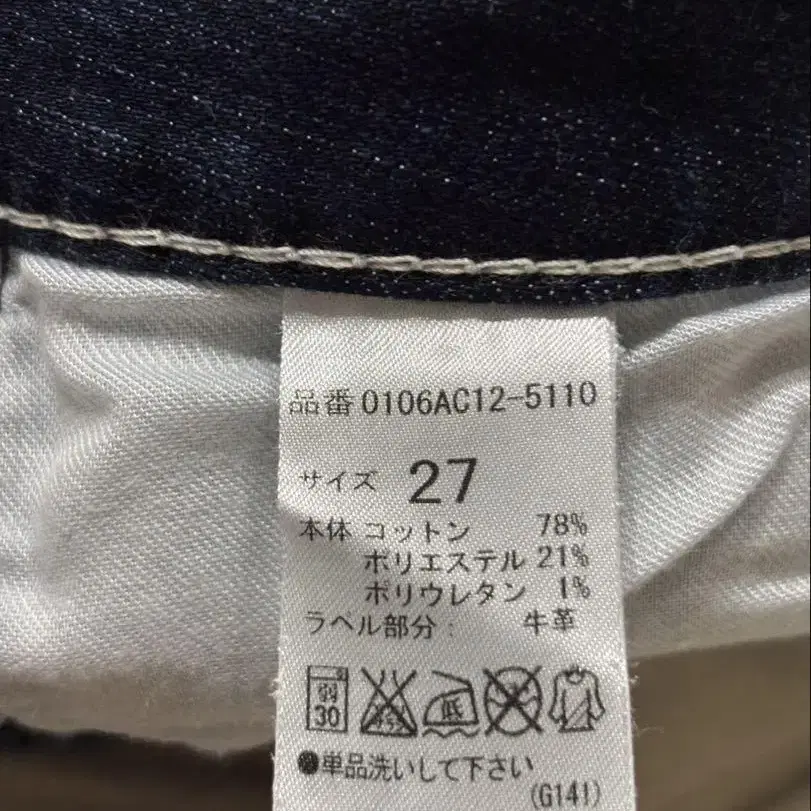 品番 0106AC12-5110
サイズ 27
本体 コットン 78%
ポリエステル 21%
ポリウレタン 1%
ラベル部分: 牛革
弱 30 低
●単品洗いして下さい
(G141)